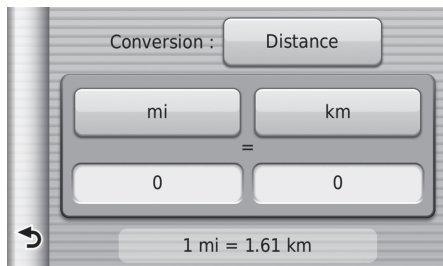 Conversion : Distance
mi km
=
0 0
1 mi = 1.61 km